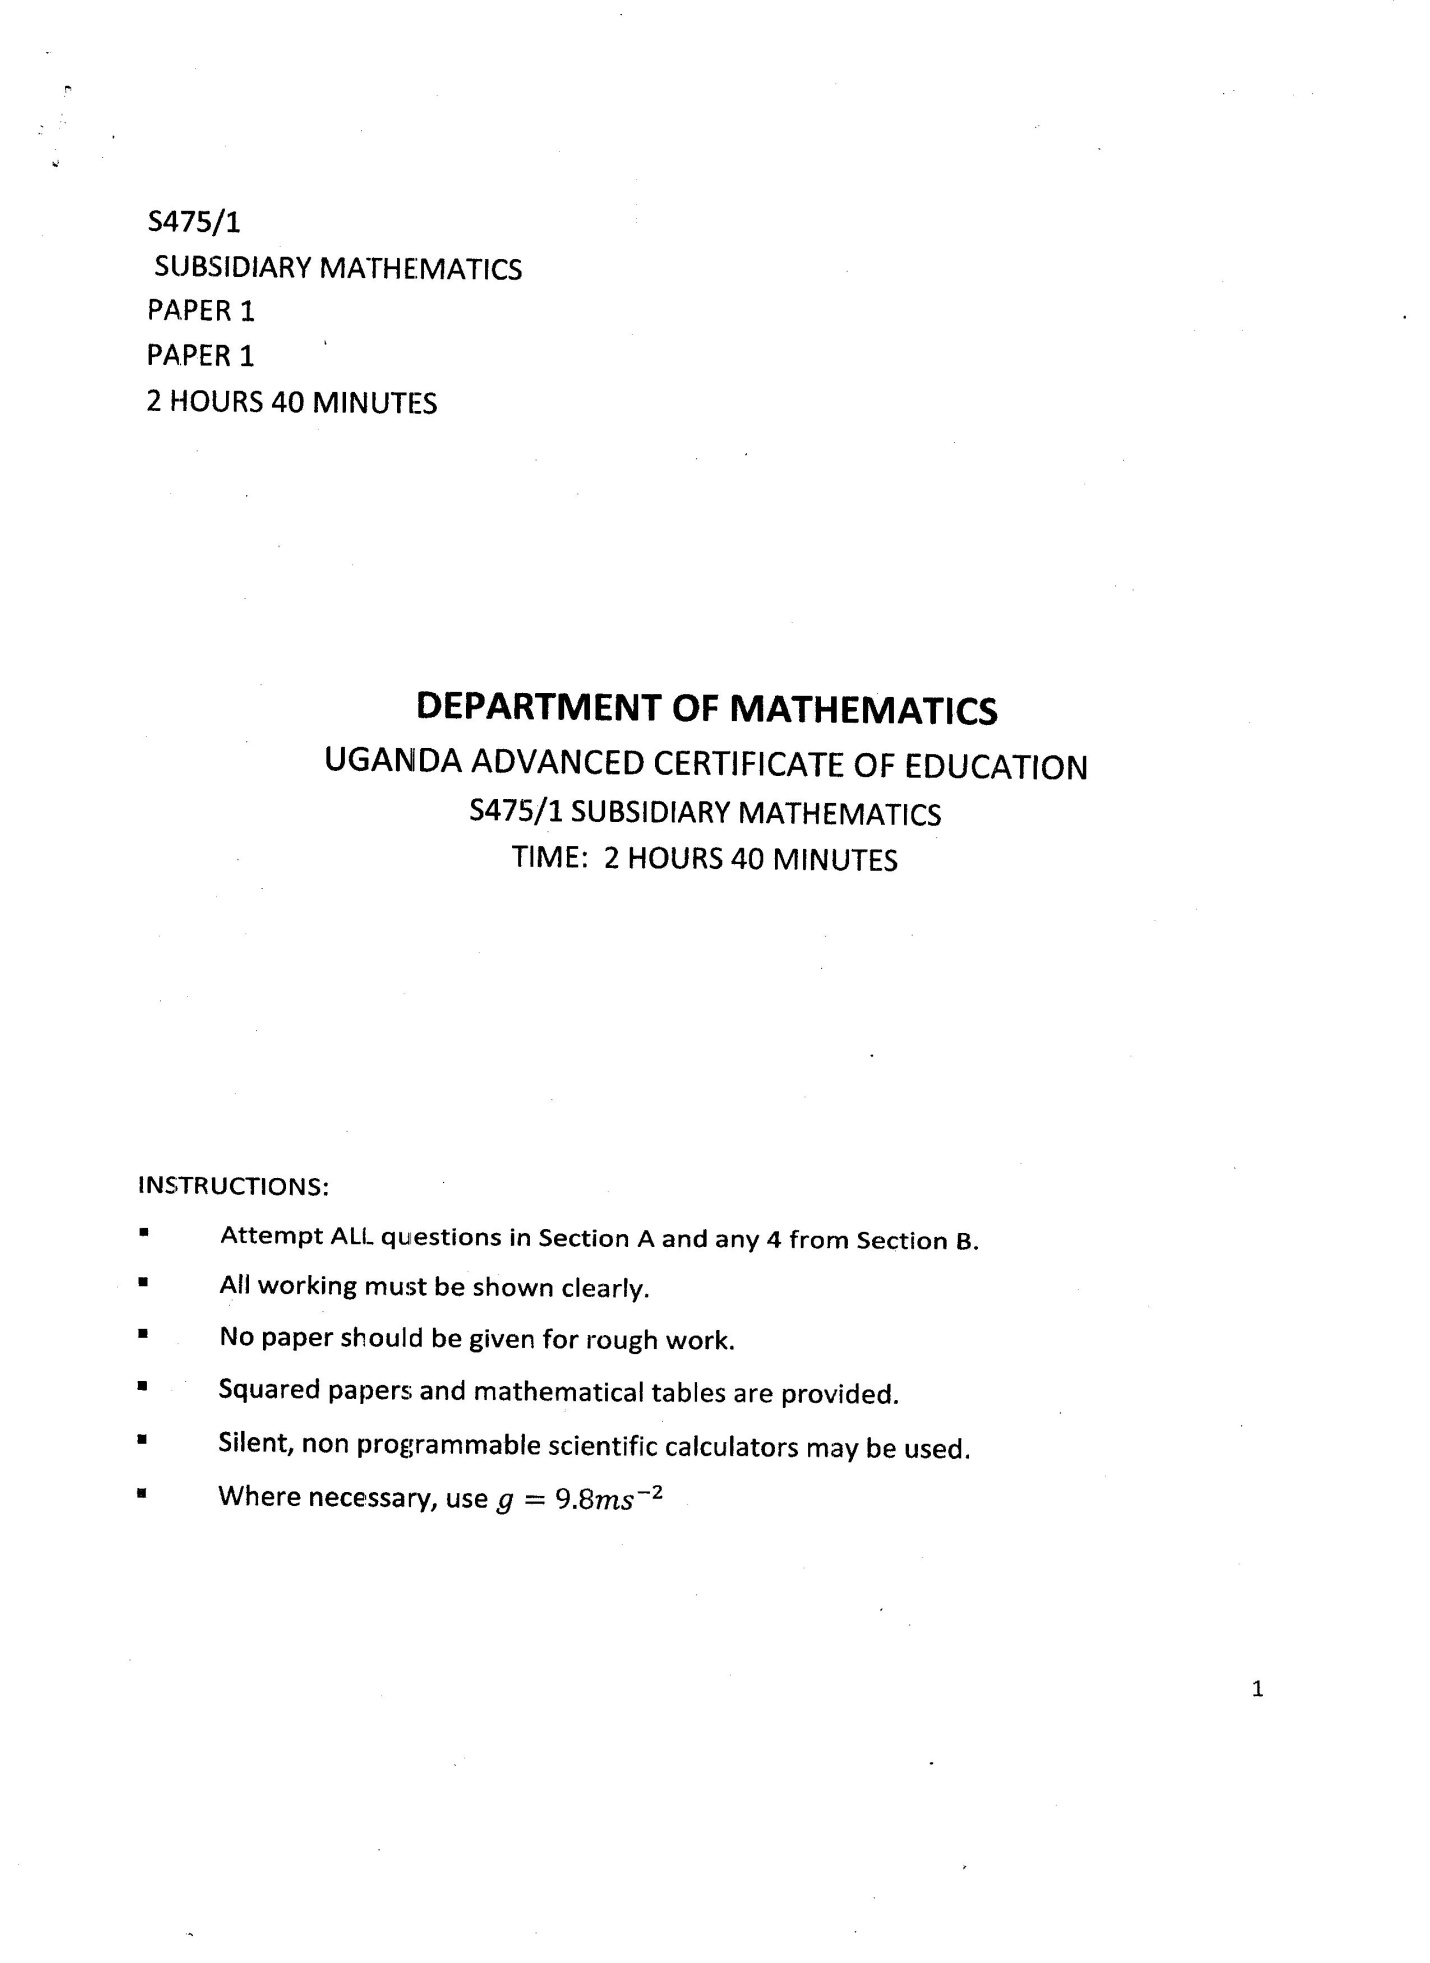 S475/1
SUBSIDIARY MATHEMATICS
PAPER 1
PAPER 1
2 HOURS 40 MINUTES
DEPARTMENT OF MATHEMATICS
UGANDA ADVANCED CERTIFICATE OF EDUCATION
S475/1 SUBSIDIARY MATHEMATICS
TIME: 2 HOURS 40 MINUTES
INSTRUCTIONS:
▪ Attempt ALL questions in Section A and any 4 from Section B.
▪ All working must be shown clearly.
▪ No paper should be given for rough work.
▪ Squared papers and mathematical tables are provided.
▪ Silent, non programmable scientific calculators may be used.
▪ Where necessary, use g = 9.8ms⁻²
1